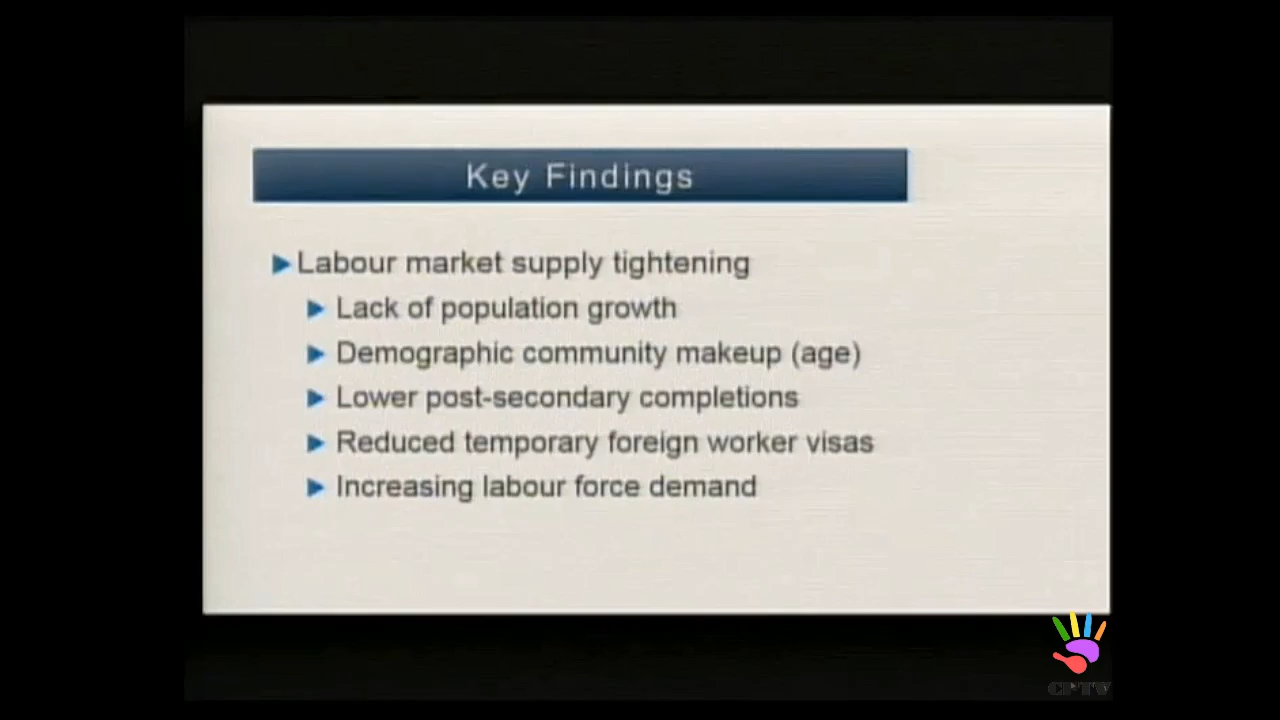 Key Findings
Labour market supply tightening
Lack of population growth
Demographic community makeup (age)
Lower post-secondary completions
Reduced temporary foreign worker visas
Increasing labour force demand
CPTV